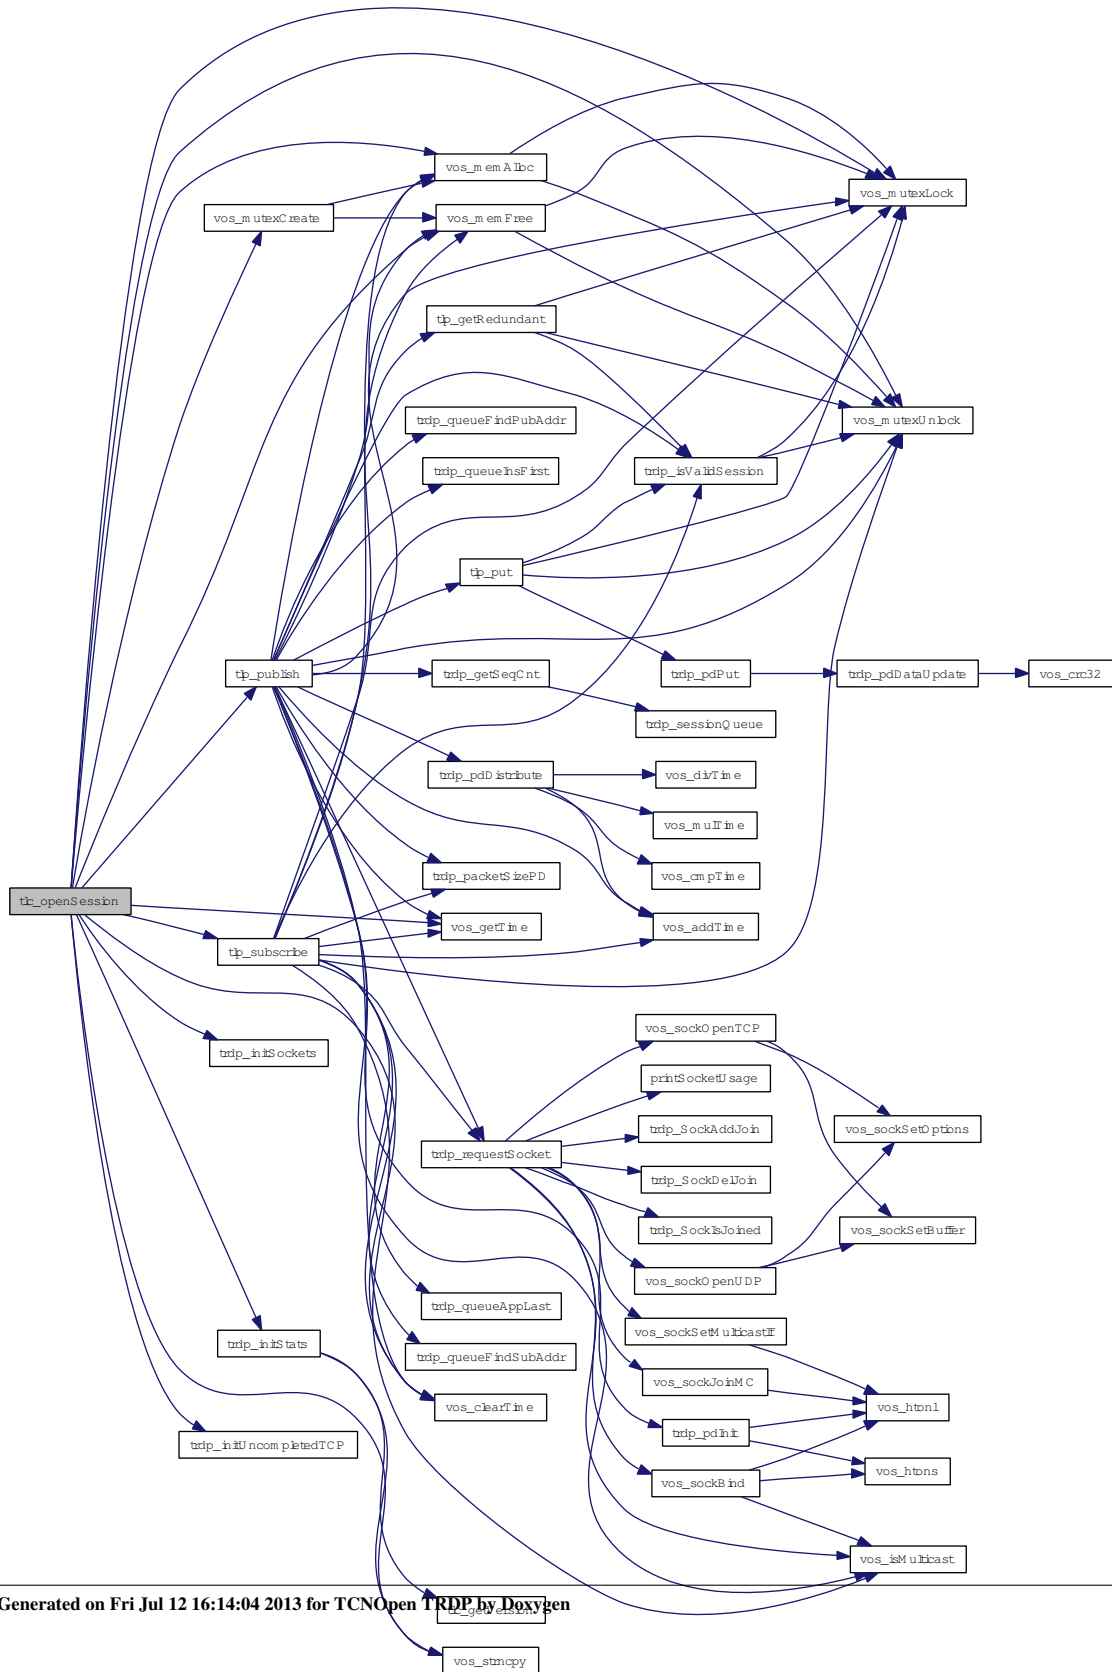 vos_memAlloc
vos_mutexLock
vos_mutexCreate
vos_memFree
tlp_getRedundant
trdp_queueFindPubAddr
vos_mutexUnlock
trdp_queueInsFirst
trdp_isValidSession
tlp_put
tlp_publish
trdp_getSeqCnt
trdp_pdPut
trdp_pdDataUpdate
vos_crc32
trdp_sessionQueue
trdp_pdDistribute
vos_divTime
vos_mulTime
trdp_packetSizePD
vos_cmpTime
tlc_openSession
vos_getTime
vos_addTime
tlp_subscribe
vos_sockOpenTCP
trdp_initSockets
printSocketUsage
trdp_SockAddJoin
vos_sockSetOptions
trdp_requestSocket
trdp_SockDelJoin
trdp_SockIsJoined
vos_sockSetBuffer
vos_sockOpenUDP
trdp_queueAppLast
vos_sockSetMulticastIf
trdp_initStats
trdp_queueFindSubAddr
vos_sockJoinMC
vos_clearTime
vos_htonl
trdp_pdInit
trdp_initUncompletedTCP
vos_htons
vos_sockBind
vos_isMulticast
Generated on Fri Jul 12 16:14:04 2013 for TCNOpen TRDP by Doxygen
tlc_getVersion
vos_strncpy